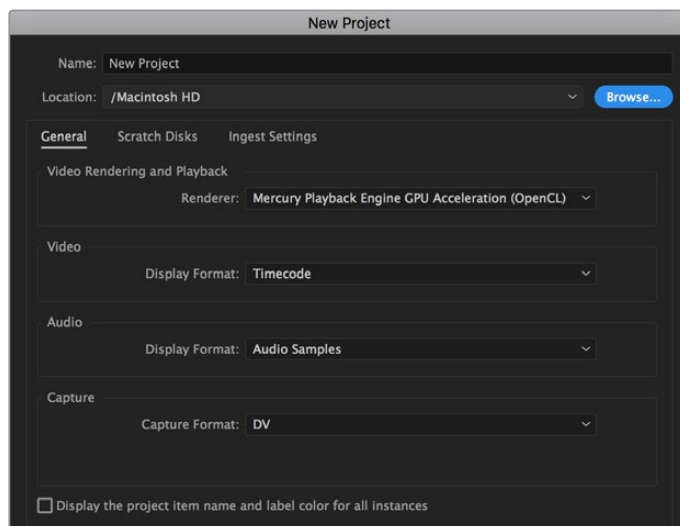 New Project
Name: New Project
Location: /Macintosh HD Browse...
General Scratch Disks Ingest Settings
Video Rendering and Playback
Renderer: Mercury Playback Engine GPU Acceleration (OpenCL)
Video
Display Format: Timecode
Audio
Display Format: Audio Samples
Capture
Capture Format: DV
Display the project item name and label color for all instances